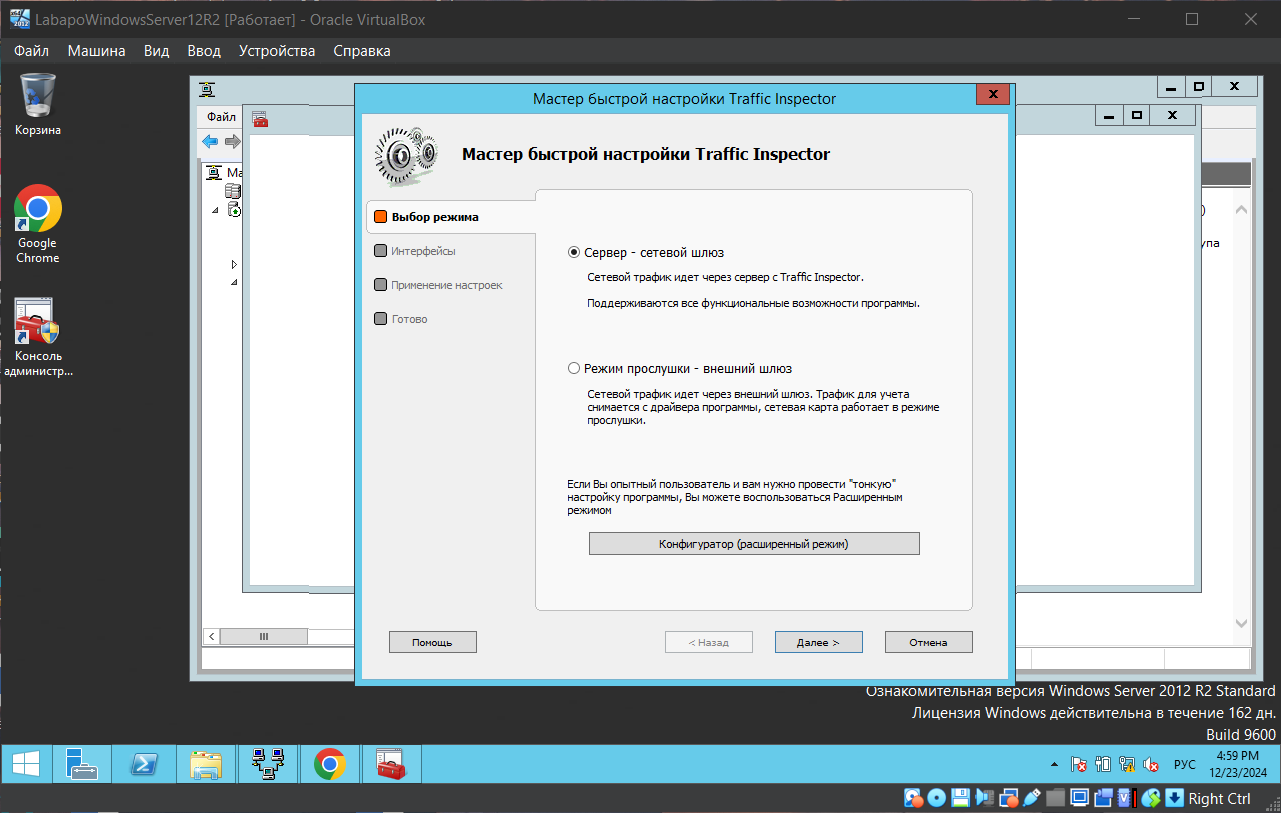 LabapoWindowsServer12R2 [Работает] - Oracle VirtualBox
Файл Машина Вид Ввод Устройства Справка
Корзина
Google
Chrome
Консоль
администр...
Файл
Ма
)
упа
Мастер быстрой настройки Traffic Inspector
Мастер быстрой настройки Traffic Inspector
Выбор режима
Интерфейсы
Применение настроек
Готово
Сервер - сетевой шлюз
Сетевой трафик идет через сервер с Traffic Inspector.
Поддерживаются все функциональные возможности программы.
Режим прослушки - внешний шлюз
Сетевой трафик идет через внешний шлюз. Трафик для учета
снимается с драйвера программы, сетевая карта работает в режиме
прослушки.
Если Вы опытный пользователь и вам нужно провести "тонкую"
настройку программы, Вы можете воспользоваться Расширенным
режимом
Конфигуратор (расширенный режим)
Помощь < Назад Далее > Отмена
Ознакомительная версия Windows Server 2012 R2 Standard
Лицензия Windows действительна в течение 162 дн.
Build 9600
РУС
4:59 PM
12/23/2024
Right Ctrl